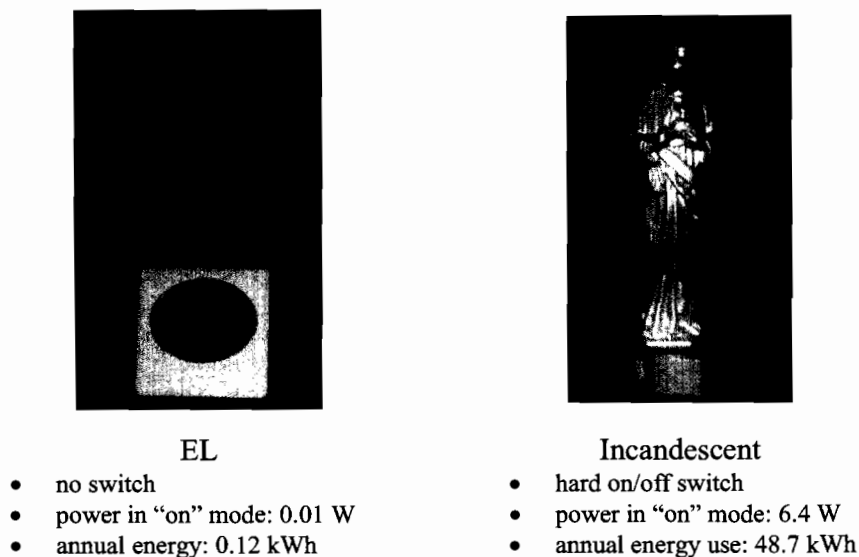 EL
• no switch
• power in “on” mode: 0.01 W
• annual energy: 0.12 kWh
Incandescent
• hard on/off switch
• power in “on” mode: 6.4 W
• annual energy use: 48.7 kWh